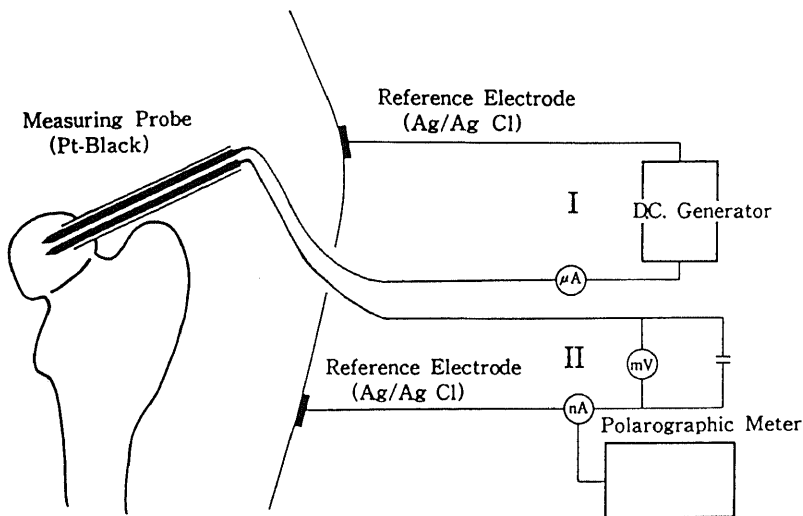 Measuring Probe
(Pt-Black)
Reference Electrode
(Ag/Ag Cl)
I
D.C. Generator
μA
Reference Electrode
(Ag/Ag Cl)
II
mV
nA
Polarographic Meter